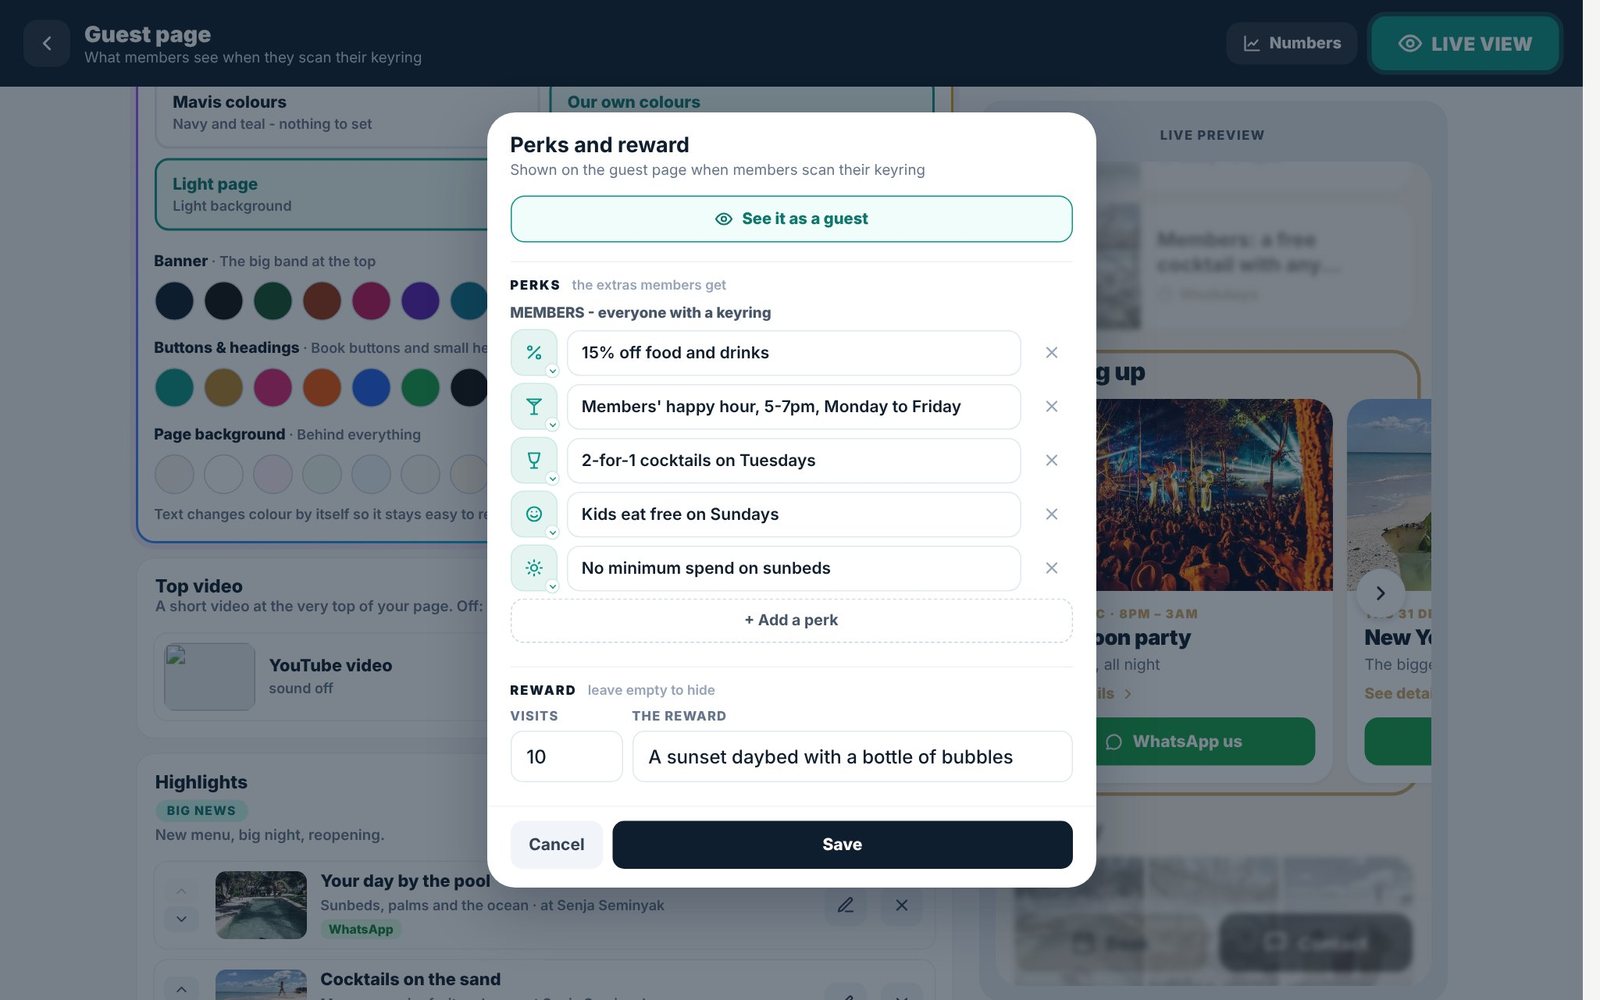 Guest page
What members see when they scan their keyring
Numbers
LIVE VIEW
Mavis colours
Navy and teal - nothing to set
Our own colours
Light page
Light background
Banner · The big band at the top
Buttons & headings · Book buttons and small
Page background · Behind everything
Text changes colour by itself so it stays easy to
Top video
A short video at the very top of your page. Off:
YouTube video
sound off
Highlights
BIG NEWS
New menu, big night, reopening.
Your day by the pool
Sunbeds, palms and the ocean · at Senja Seminyak
WhatsApp
Cocktails on the sand
Perks and reward
Shown on the guest page when members scan their keyring
See it as a guest
PERKS the extras members get
MEMBERS - everyone with a keyring
15% off food and drinks
Members' happy hour, 5-7pm, Monday to Friday
2-for-1 cocktails on Tuesdays
Kids eat free on Sundays
No minimum spend on sunbeds
+ Add a perk
REWARD leave empty to hide
VISITS
THE REWARD
10
A sunset daybed with a bottle of bubbles
Cancel
Save
LIVE PREVIEW
Members: a free
cocktail with any...
Weekdays
up
· 8PM – 3AM
party
, all night
WhatsApp us
31
New
The
See
Contact